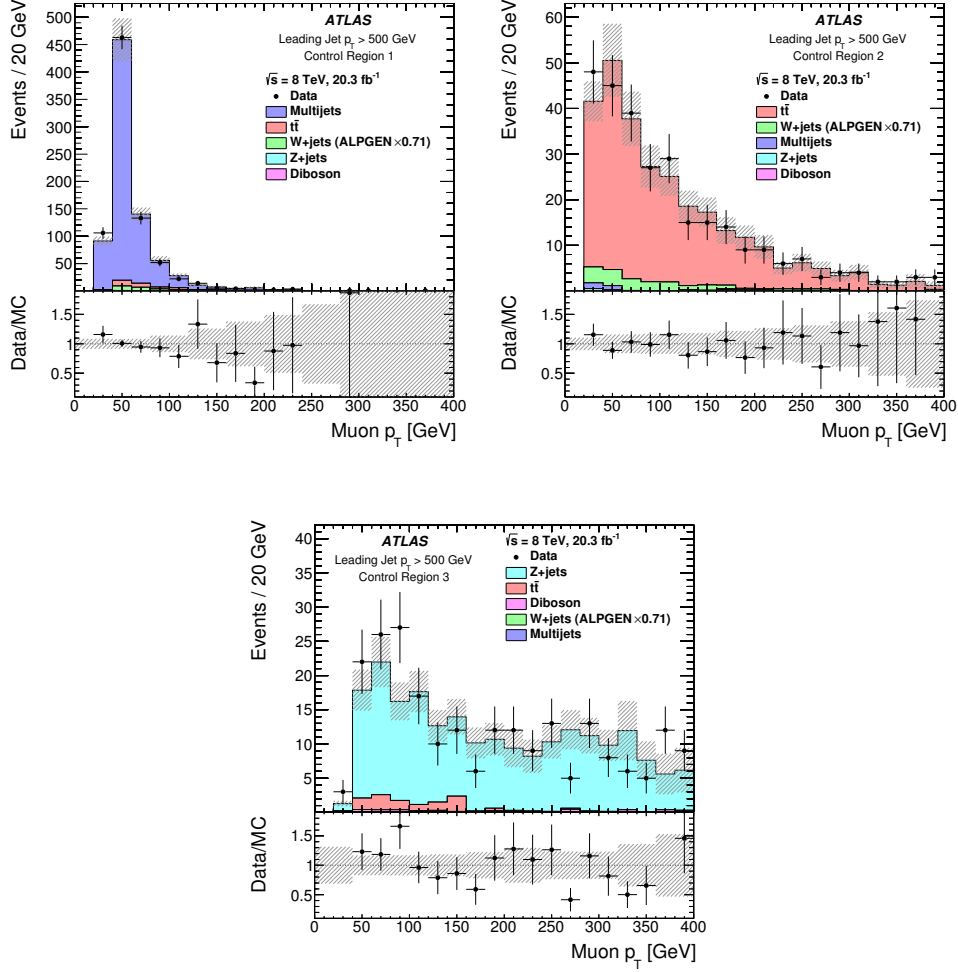 ATLAS
Leading Jet p_T > 500 GeV
Control Region 1
√s = 8 TeV, 20.3 fb⁻¹
Data
Multijets
tt̄
W+jets (ALPGEN×0.71)
Z+jets
Diboson
Events / 20 GeV
500
450
400
350
300
250
200
150
100
50
Data/MC
1.5
1
0.5
0 50 100 150 200 250 300 350 400
Muon p_T [GeV]
ATLAS
Leading Jet p_T > 500 GeV
Control Region 2
√s = 8 TeV, 20.3 fb⁻¹
Data
tt̄
W+jets (ALPGEN×0.71)
Multijets
Z+jets
Diboson
Events / 20 GeV
60
50
40
30
20
10
Data/MC
1.5
1
0.5
0 50 100 150 200 250 300 350 400
Muon p_T [GeV]
ATLAS
Leading Jet p_T > 500 GeV
Control Region 3
√s = 8 TeV, 20.3 fb⁻¹
Data
Z+jets
tt̄
Diboson
W+jets (ALPGEN×0.71)
Multijets
Events / 20 GeV
40
35
30
25
20
15
10
5
Data/MC
1.5
1
0.5
0 50 100 150 200 250 300 350 400
Muon p_T [GeV]